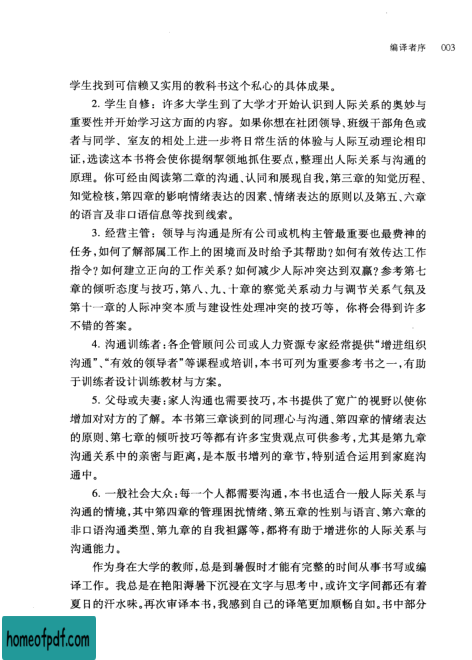 编译者序 003
学生找到可信赖又实用的教科书这个私心的具体成果。
2. 学生自修：许多大学生到了大学才开始认识到人际关系的奥妙与
重要性并开始学习这方面的内容。如果你想在社团领导、班级干部角色或
者与同学、室友的相处上进一步将日常生活的体验与人际互动理论相印
证，选读这本书将会使你提纲挈领地抓住要点，整理出人际关系与沟通的
原理。你可经由阅读第二章的沟通、认同和展现自我，第三章的知觉历程、
知觉检核，第四章的影响情绪表达的因素、情绪表达的原则以及第五、六章
的语言及非口语信息等找到线索。
3. 经营主管：领导与沟通是所有公司或机构主管最重要也最费神的
任务，如何了解部属工作上的困境而及时给予其帮助？如何有效传达工作
指令？如何建立正向的工作关系？如何减少人际冲突达到双赢？参考第七
章的倾听态度与技巧，第八、九、十章的察觉关系动力与调节关系气氛及
第十一章的人际冲突本质与建设性处理冲突的技巧等，你将会得到许多
不错的答案。
4. 沟通训练者：各企管顾问公司或人力资源专家经常提供“增进组织
沟通”、“有效的领导者”等课程或培训，本书可列为重要参考书之一，有助
于训练者设计训练教材与方案。
5. 父母或夫妻：家人沟通也需要技巧，本书提供了宽广的视野以使你
增加对对方的了解。本书第三章谈到的同理心与沟通、第四章的情绪表达
的原则、第七章的倾听技巧等都有许多宝贵观点可供参考，尤其是第九章
沟通关系中的亲密与距离，是本版书增列的章节，特别适合运用到家庭沟
通中。
6. 一般社会大众：每一个人都需要沟通，本书也适合一般人际关系与
沟通的情境，其中第四章的管理困扰情绪、第五章的性别与语言、第六章的
非口语沟通类型、第九章的自我袒露等，都将有助于增进你的人际关系与
沟通能力。
作为身在大学的教师，总是到暑假时才能有完整的时间从事书写或编
译工作。我总是在艳阳溽暑下沉浸在文字与思考中，或许文字间都还有着
夏日的汗水味。再次审译本书，我感到自己的译笔更加顺畅自如。书中部分
homeofpdf.com